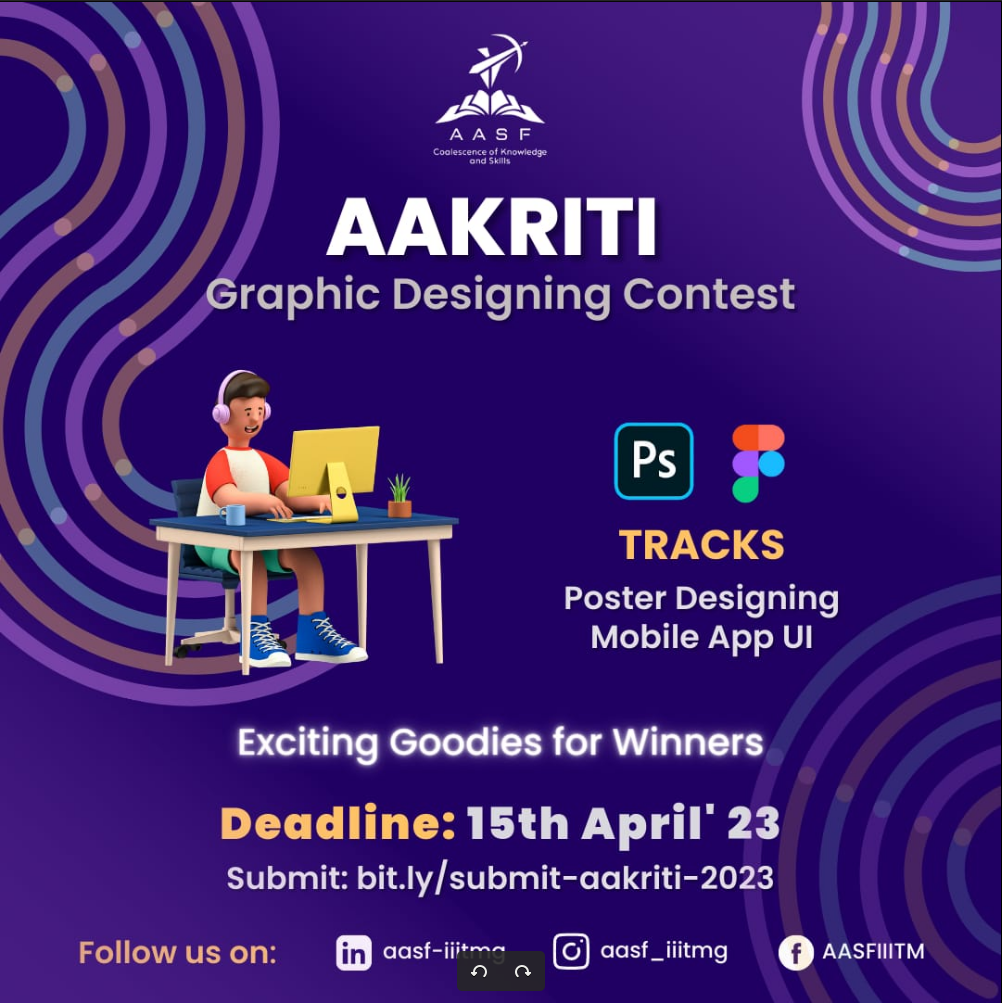 AASF
Coalescence of Knowledge
and Skills
AAKRITI
Graphic Designing Contest
Ps
TRACKS
Poster Designing
Mobile App UI
Exciting Goodies for Winners
Deadline: 15th April' 23
Submit: bit.ly/submit-aakriti-2023
Follow us on: in aasf-iiitmg aasf_iiitmg f AASFIIITM